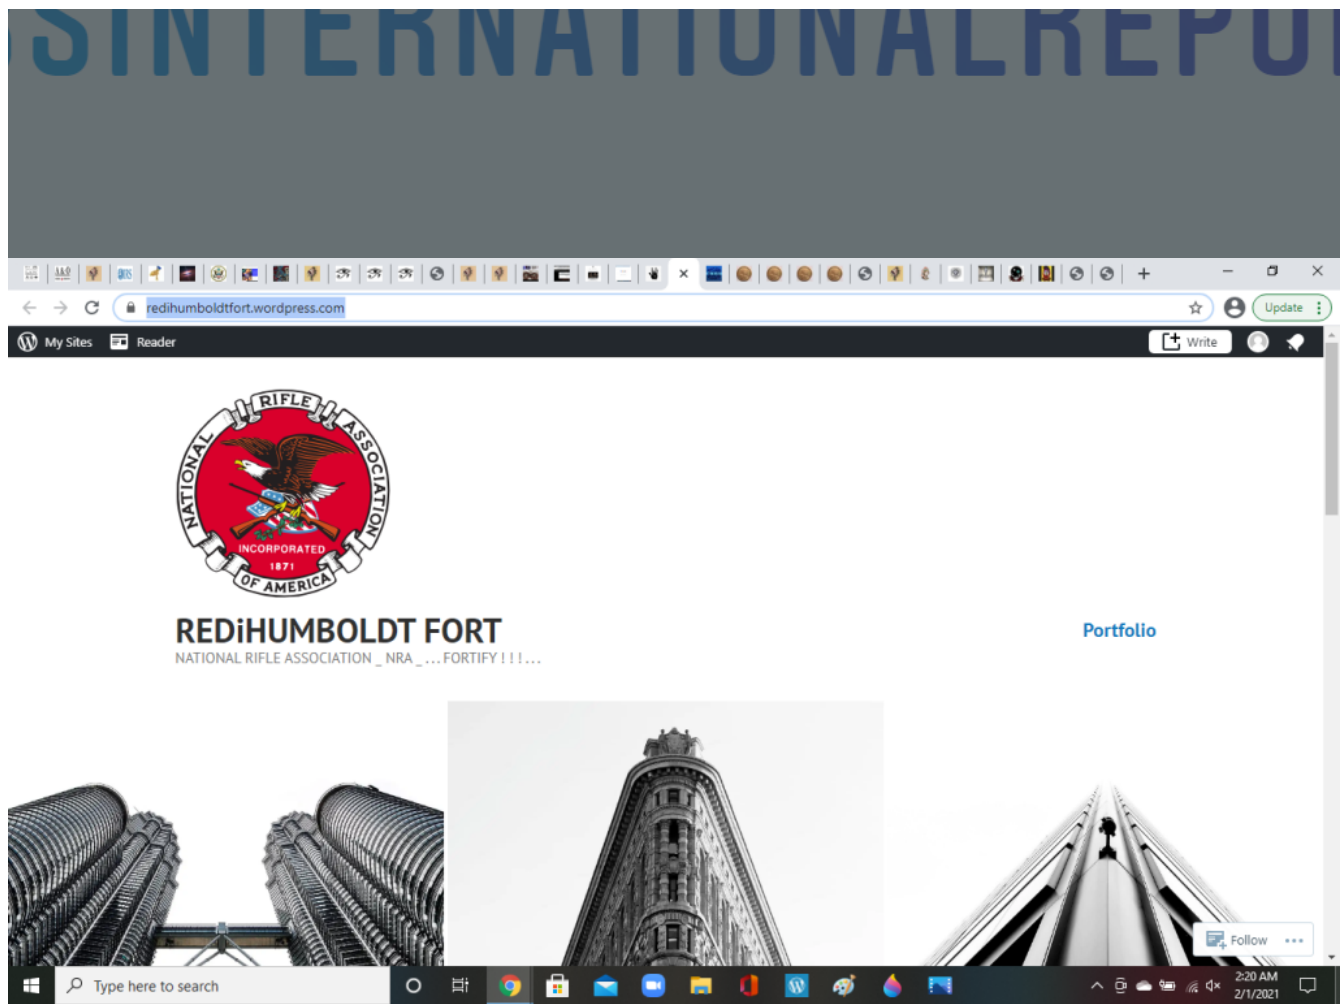 SSINTERNATIONALREPO
redihumboldtfort.wordpress.com
Update
My Sites
Reader
Write
NATIONAL RIFLE ASSOCIATION
INCORPORATED
1871
OF AMERICA
REDiHUMBOLDT FORT
Portfolio
NATIONAL RIFLE ASSOCIATION _ NRA _ ... FORTIFY ! ! ! ...
Follow
Type here to search
2:20 AM
2/1/2021